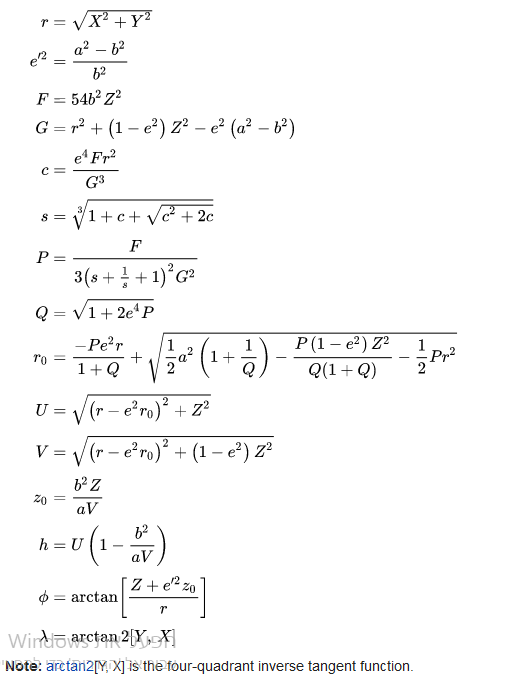 r = √(X² + Y²)
e′² = (a² − b²) / b²
F = 54b²Z²
G = r² + (1 − e²) Z² − e² (a² − b²)
c = e⁴Fr² / G³
s = ∛(1 + c + √(c² + 2c))
P = F / (3(s + 1/s + 1)² G²)
Q = √(1 + 2e⁴P)
r₀ = −Pe²r / (1 + Q) + √(½a² (1 + 1/Q) − P (1 − e²) Z² / (Q(1 + Q)) − ½Pr²)
U = √((r − e²r₀)² + Z²)
V = √((r − e²r₀)² + (1 − e²) Z²)
z₀ = b²Z / (aV)
h = U (1 − b² / (aV))
ϕ = arctan[(Z + e′²z₀) / r]
λ = arctan2[Y, X]
Windows
Note: arctan2[Y, X] is the four-quadrant inverse tangent function.